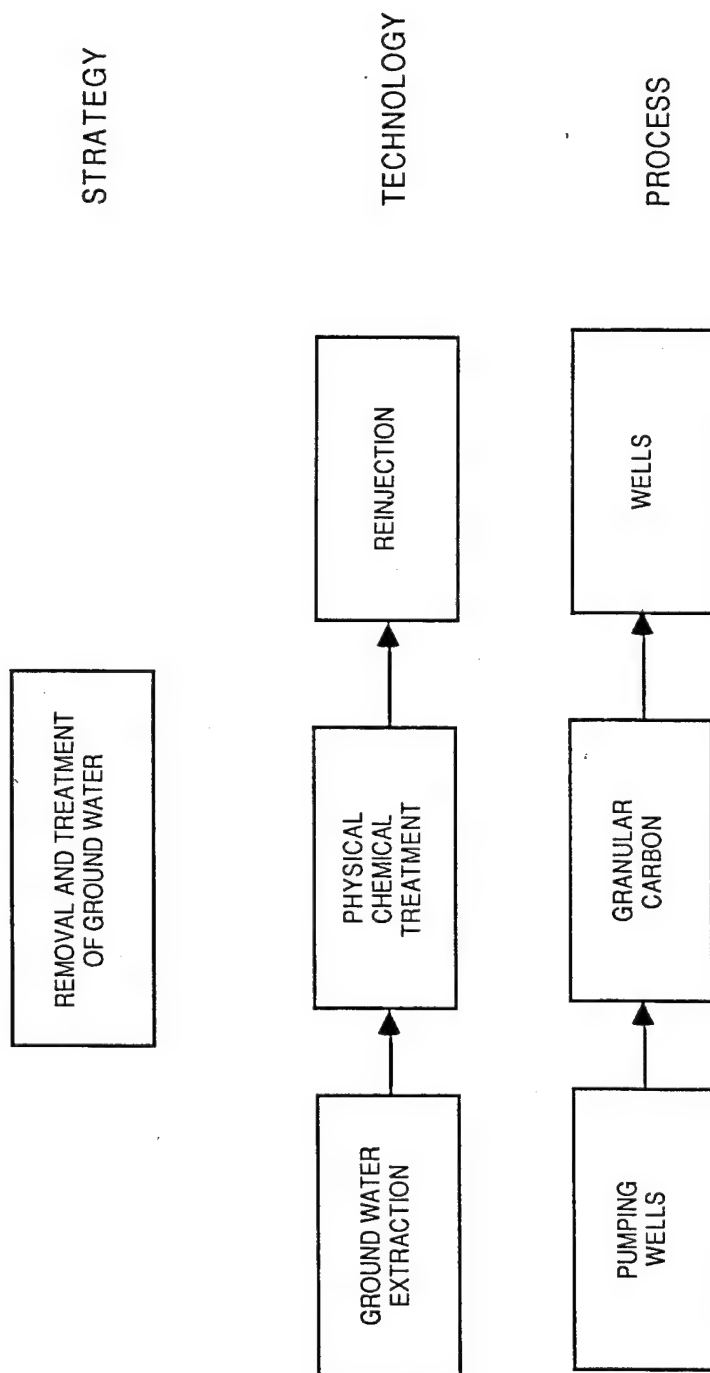 REMOVAL AND TREATMENT
OF GROUND WATER
STRATEGY
GROUND WATER
EXTRACTION
PHYSICAL
CHEMICAL
TREATMENT
REINJECTION
TECHNOLOGY
PUMPING
WELLS
GRANULAR
CARBON
WELLS
PROCESS